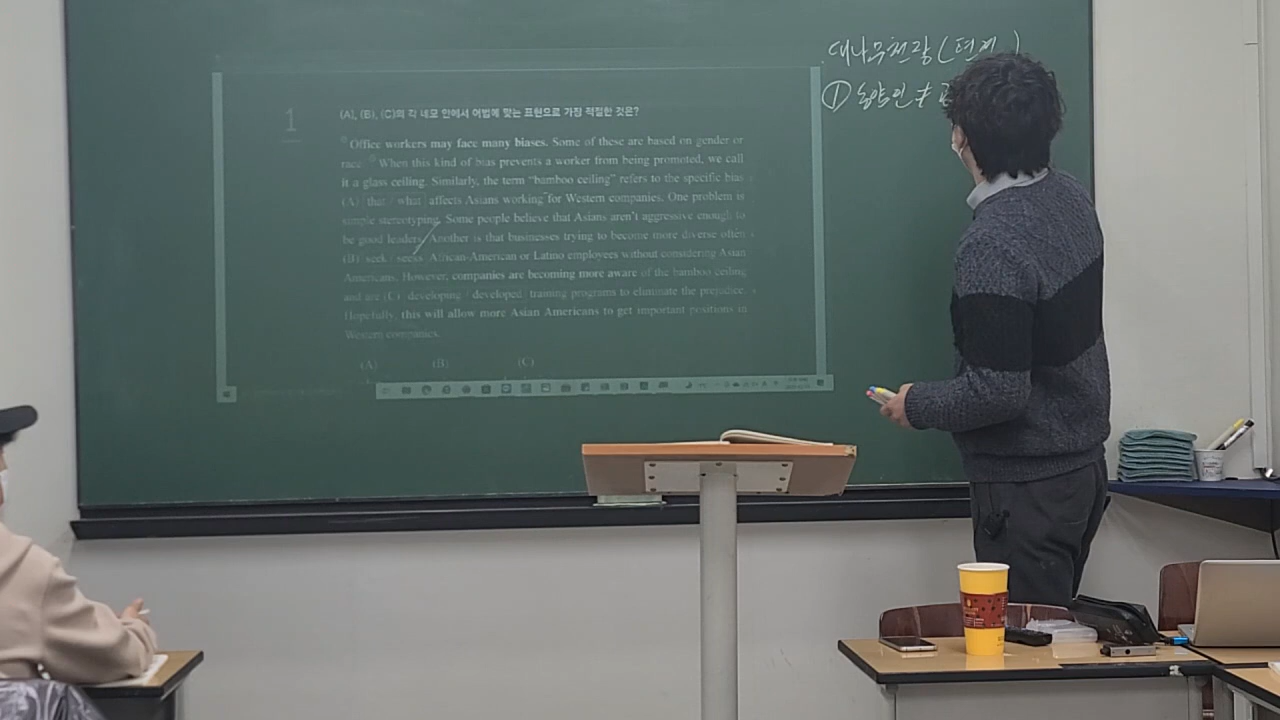 대나무천장(편견)
① 동양인 ≠
1
(A), (B), (C)의 각 네모 안에서 어법에 맞는 표현으로 가장 적절한 것은?
Office workers may face many biases. Some of these are based on gender or
race. When this kind of bias prevents a worker from being promoted, we call
it a glass ceiling. Similarly, the term "bamboo ceiling" refers to the specific bias
(A) that / what affects Asians working for Western companies. One problem is
simple stereotyping. Some people believe that Asians aren't aggressive enough to
be good leaders. Another is that businesses trying to become more diverse often
(B) seek / seeks African-American or Latino employees without considering Asian
Americans. However, companies are becoming more aware of the bamboo ceiling
and are (C) developing / developed training programs to eliminate the prejudice.
Hopefully, this will allow more Asian Americans to get important positions in
Western companies.
(A) (B) (C)